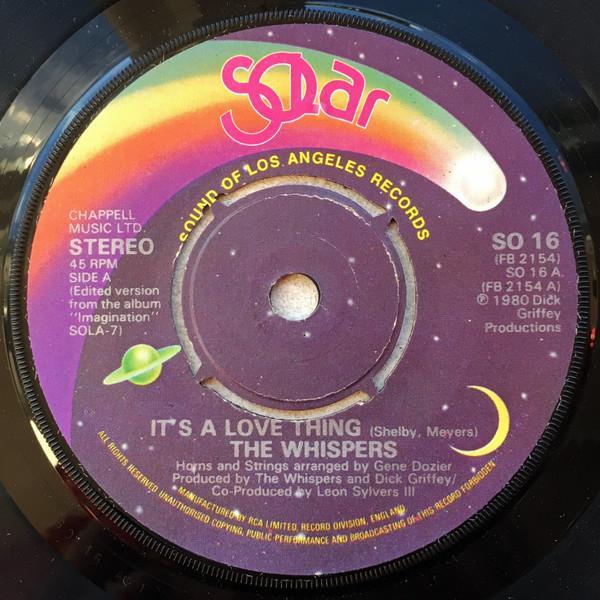 SOLAR
SOUND OF LOS ANGELES RECORDS
CHAPPELL
MUSIC LTD.
STEREO
45 RPM
SIDE A
(Edited version
from the album
"Imagination"
SOLA-7)
SO 16
(FB 2154)
SO 16 A
(FB 2154 A)
℗ 1980 Dick
Griffey
Productions
IT'S A LOVE THING (Shelby, Meyers)
THE WHISPERS
Horns and Strings arranged by Gene Dozier
Produced by The Whispers and Dick Griffey/
Co-Produced by Leon Sylvers III
MANUFACTURED BY RCA LIMITED, RECORD DIVISION, ENGLAND
ALL RIGHTS RESERVED UNAUTHORISED COPYING, PUBLIC PERFORMANCE AND BROADCASTING OF THIS RECORD FORBIDDEN